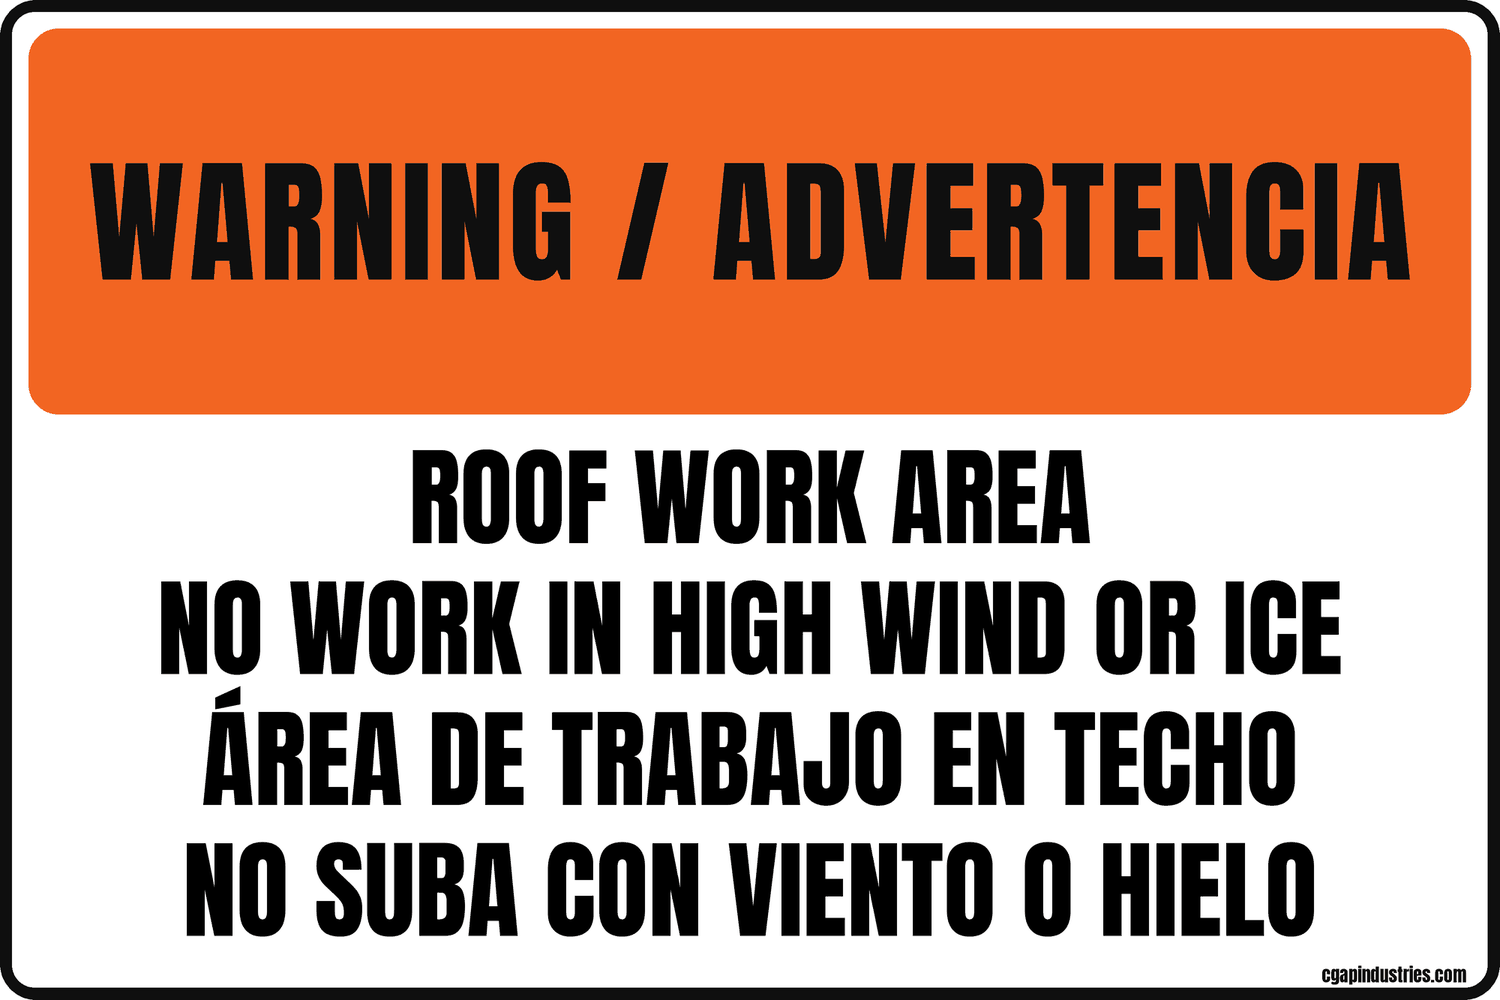 WARNING / ADVERTENCIA
ROOF WORK AREA
NO WORK IN HIGH WIND OR ICE
ÁREA DE TRABAJO EN TECHO
NO SUBA CON VIENTO O HIELO
cgapindustries.com